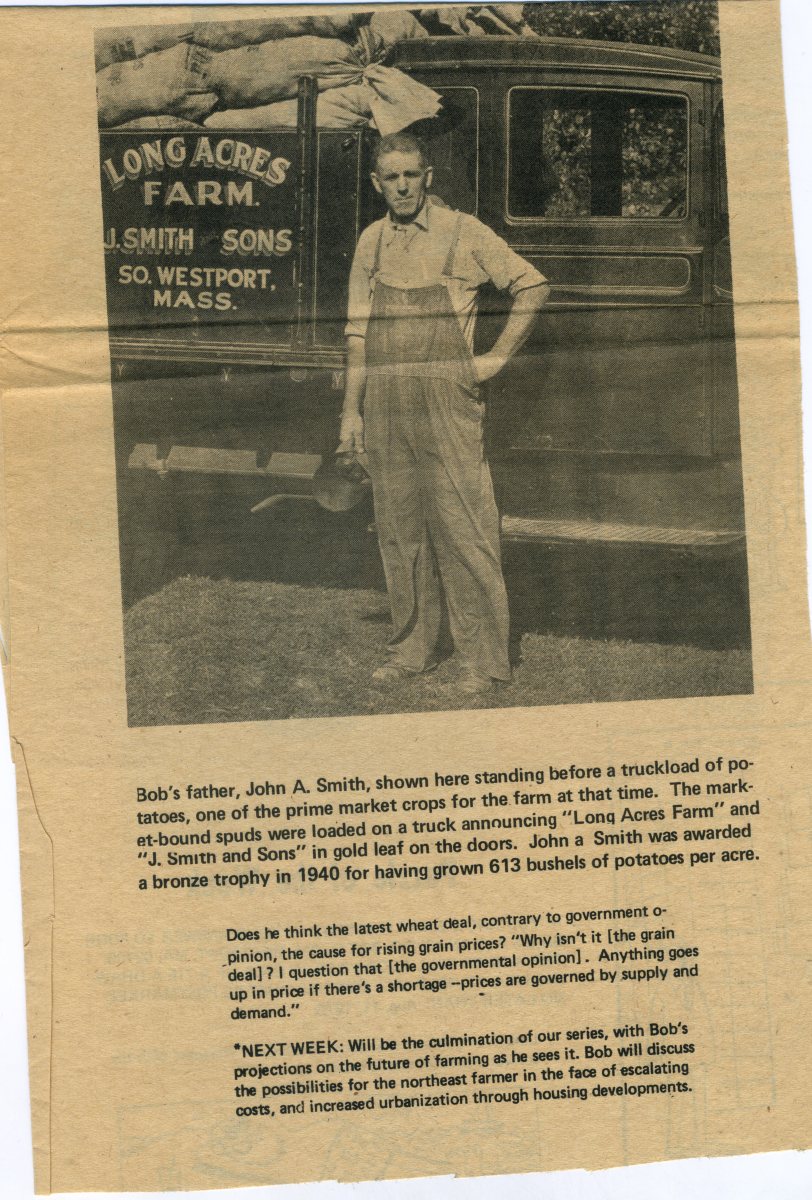 LONG ACRES
FARM.
J. SMITH AND SONS
SO. WESTPORT,
MASS.
Bob's father, John A. Smith, shown here standing before a truckload of po-
tatoes, one of the prime market crops for the farm at that time. The mark-
et-bound spuds were loaded on a truck announcing "Long Acres Farm" and
"J. Smith and Sons" in gold leaf on the doors. John a Smith was awarded
a bronze trophy in 1940 for having grown 613 bushels of potatoes per acre.
Does he think the latest wheat deal, contrary to government o-
pinion, the cause for rising grain prices? "Why isn't it [the grain
deal] ? I question that [the governmental opinion] . Anything goes
up in price if there's a shortage --prices are governed by supply and
demand."
*NEXT WEEK: Will be the culmination of our series, with Bob's
projections on the future of farming as he sees it. Bob will discuss
the possibilities for the northeast farmer in the face of escalating
costs, and increased urbanization through housing developments.